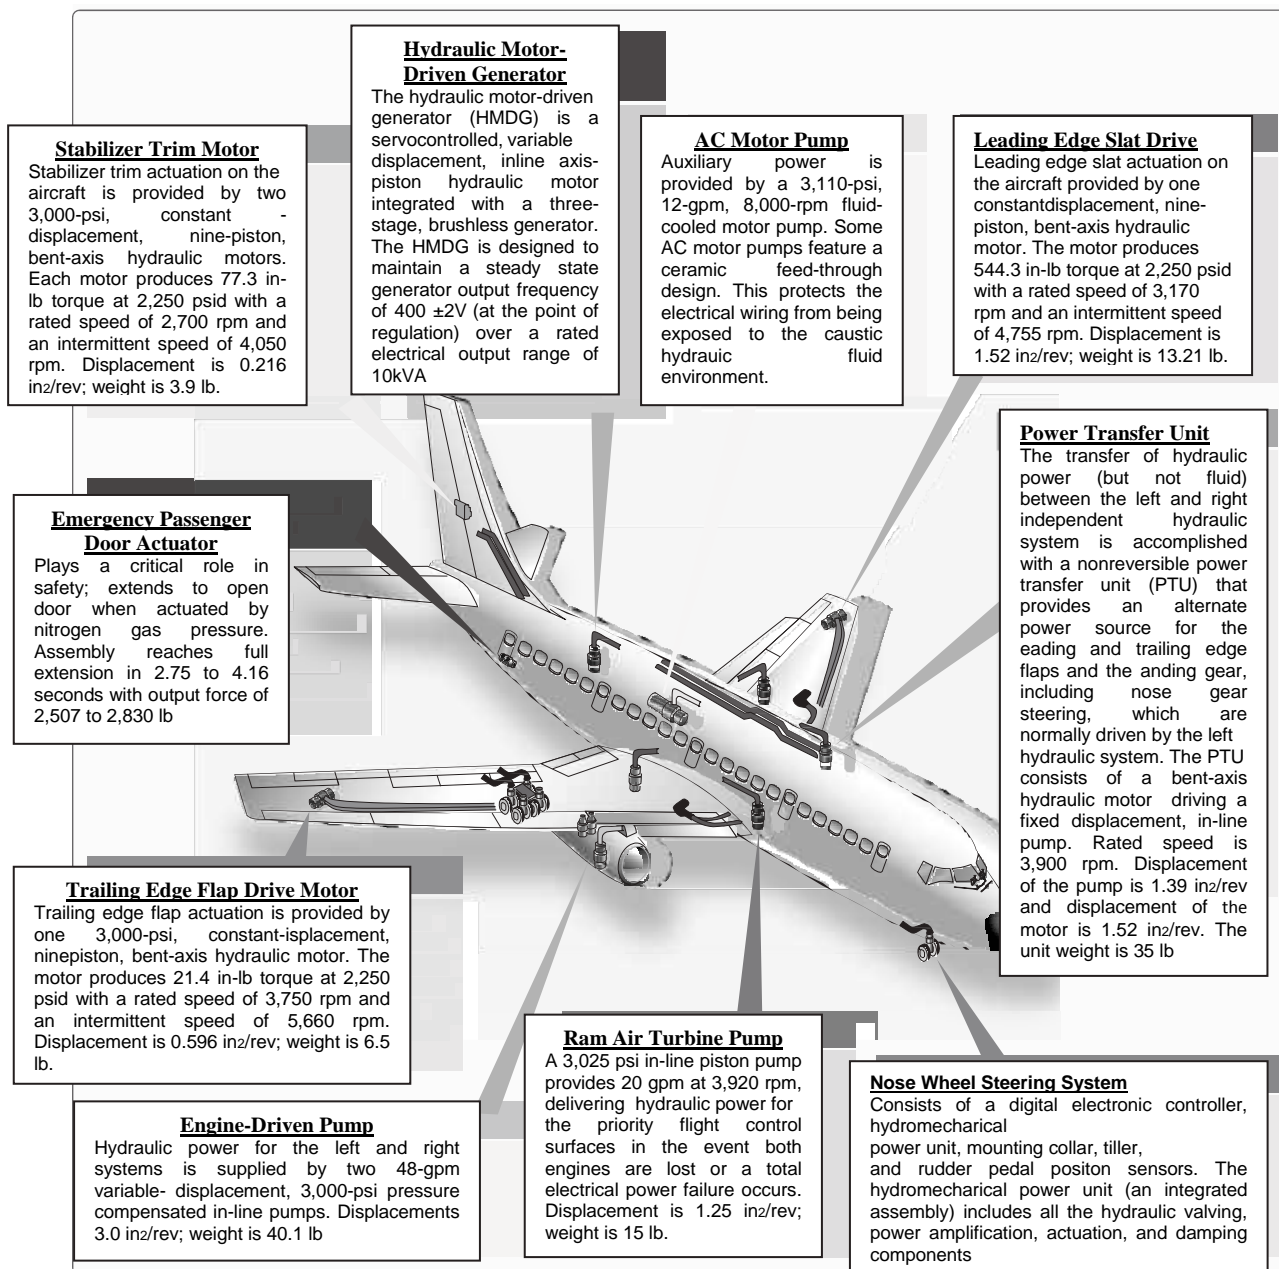 Hydraulic Motor-
Driven Generator
The hydraulic motor-driven
generator (HMDG) is a
servocontrolled, variable
displacement, inline axis-
piston hydraulic motor
integrated with a three-
stage, brushless generator.
The HMDG is designed to
maintain a steady state
generator output frequency
of 400 ±2V (at the point of
regulation) over a rated
electrical output range of
10kVA
Stabilizer Trim Motor
Stabilizer trim actuation on the
aircraft is provided by two
3,000-psi, constant -
displacement, nine-piston,
bent-axis hydraulic motors.
Each motor produces 77.3 in-
lb torque at 2,250 psid with a
rated speed of 2,700 rpm and
an intermittent speed of 4,050
rpm. Displacement is 0.216
in2/rev; weight is 3.9 lb.
AC Motor Pump
Auxiliary power is
provided by a 3,110-psi,
12-gpm, 8,000-rpm fluid-
cooled motor pump. Some
AC motor pumps feature a
ceramic feed-through
design. This protects the
electrical wiring from being
exposed to the caustic
hydrauic fluid
environment.
Leading Edge Slat Drive
Leading edge slat actuation on
the aircraft provided by one
constantdisplacement, nine-
piston, bent-axis hydraulic
motor. The motor produces
544.3 in-lb torque at 2,250 psid
with a rated speed of 3,170
rpm and an intermittent speed
of 4,755 rpm. Displacement is
1.52 in2/rev; weight is 13.21 lb.
Power Transfer Unit
The transfer of hydraulic
power (but not fluid)
between the left and right
independent hydraulic
system is accomplished
with a nonreversible power
transfer unit (PTU) that
provides an alternate
power source for the
eading and trailing edge
flaps and the anding gear,
including nose gear
steering, which are
normally driven by the left
hydraulic system. The PTU
consists of a bent-axis
hydraulic motor driving a
fixed displacement, in-line
pump. Rated speed is
3,900 rpm. Displacement
of the pump is 1.39 in2/rev
and displacement of the
motor is 1.52 in2/rev. The
unit weight is 35 lb
Emergency Passenger
Door Actuator
Plays a critical role in
safety; extends to open
door when actuated by
nitrogen gas pressure.
Assembly reaches full
extension in 2.75 to 4.16
seconds with output force of
2,507 to 2,830 lb
Trailing Edge Flap Drive Motor
Trailing edge flap actuation is provided by
one 3,000-psi, constant-isplacement,
ninepiston, bent-axis hydraulic motor. The
motor produces 21.4 in-lb torque at 2,250
psid with a rated speed of 3,750 rpm and
an intermittent speed of 5,660 rpm.
Displacement is 0.596 in2/rev; weight is 6.5
lb.
Engine-Driven Pump
Hydraulic power for the left and right
systems is supplied by two 48-gpm
variable- displacement, 3,000-psi pressure
compensated in-line pumps. Displacements
3.0 in2/rev; weight is 40.1 lb
Ram Air Turbine Pump
A 3,025 psi in-line piston pump
provides 20 gpm at 3,920 rpm,
delivering hydraulic power for
the priority flight control
surfaces in the event both
engines are lost or a total
electrical power failure occurs.
Displacement is 1.25 in2/rev;
weight is 15 lb.
Nose Wheel Steering System
Consists of a digital electronic controller,
hydromecharical
power unit, mounting collar, tiller,
and rudder pedal positon sensors. The
hydromecharical power unit (an integrated
assembly) includes all the hydraulic valving,
power amplification, actuation, and damping
components